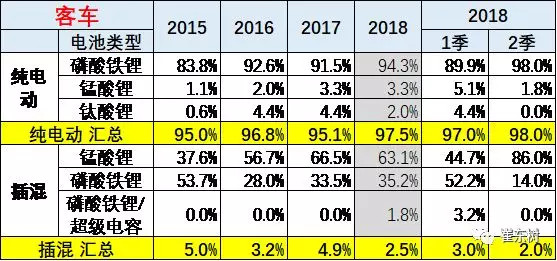 客车 2015 2016 2017 2018 2018
电池类型 1季 2季
纯电动 磷酸铁锂 83.8% 92.6% 91.5% 94.3% 89.9% 98.0%
锰酸锂 1.1% 2.0% 3.3% 3.3% 5.1% 1.8%
钛酸锂 0.6% 4.4% 4.4% 2.0% 4.4% 0.0%
纯电动 汇总 95.0% 96.8% 95.1% 97.5% 97.0% 98.0%
插混 锰酸锂 37.6% 56.7% 66.5% 63.1% 44.7% 86.0%
磷酸铁锂 53.7% 28.0% 33.5% 35.2% 52.2% 14.0%
磷酸铁锂/超级电容 0.0% 0.0% 0.0% 1.8% 3.2% 0.0%
插混 汇总 5.0% 3.2% 4.9% 2.5% 3.0% 2.0%
崔东树